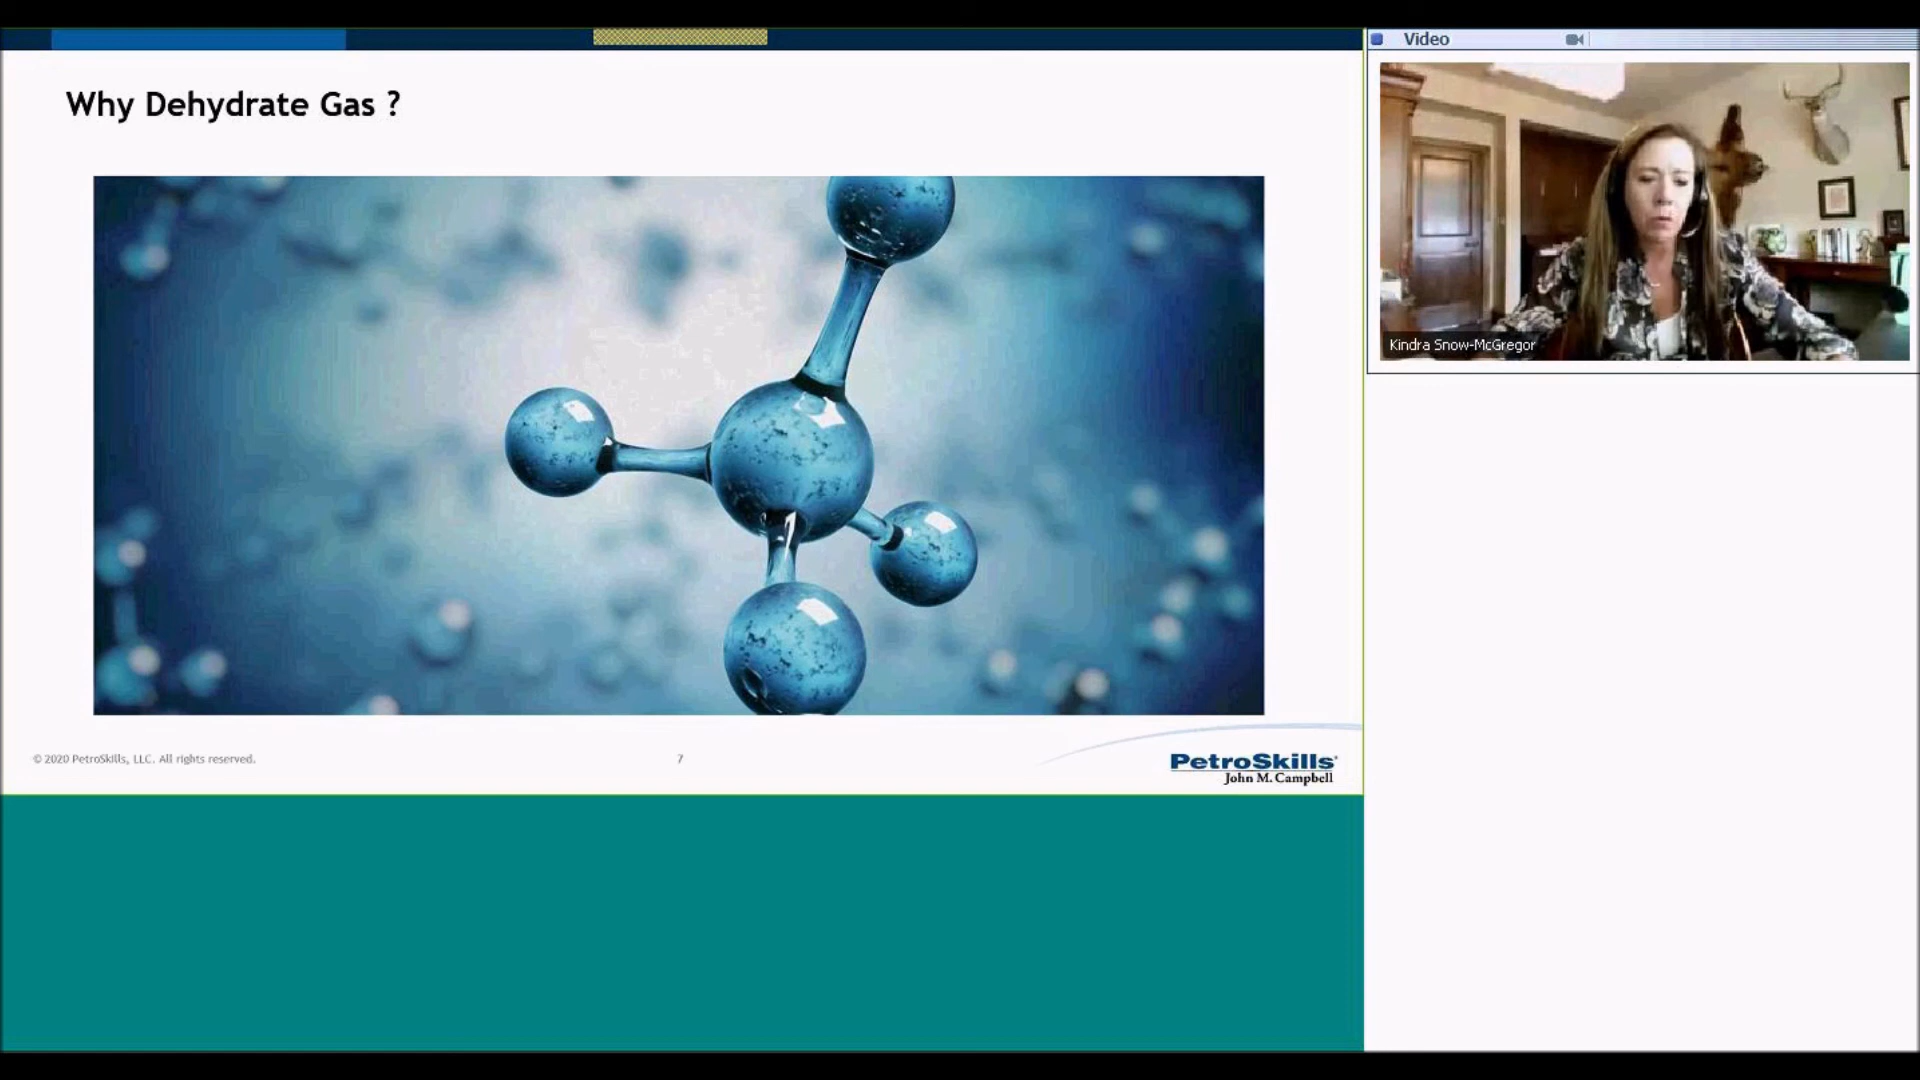 Why Dehydrate Gas ?
© 2020 PetroSkills, LLC. All rights reserved.
7
PetroSkills
John M. Campbell
Video
Kindra Snow-McGregor